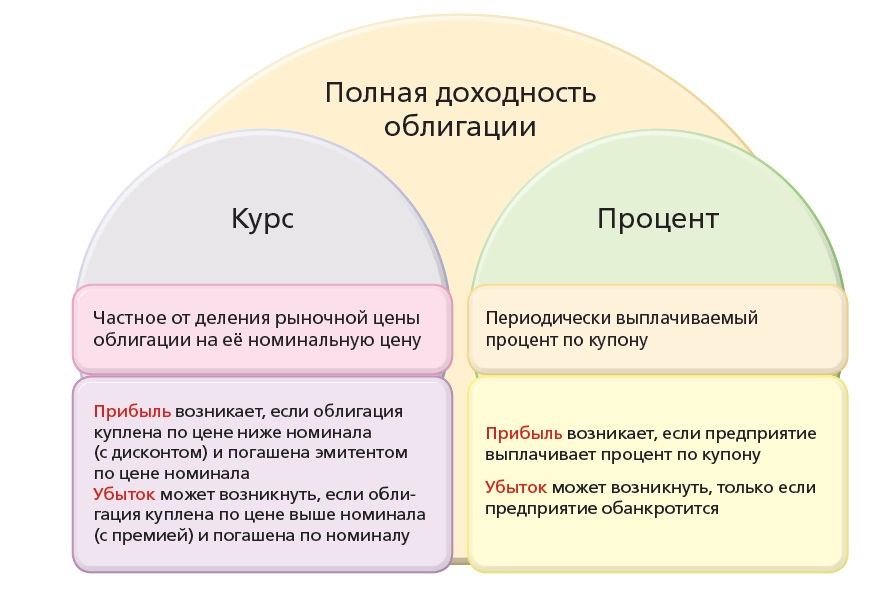 Полная доходность
облигации
Курс
Частное от деления рыночной цены
облигации на её номинальную цену
Прибыль возникает, если облигация
куплена по цене ниже номинала
(с дисконтом) и погашена эмитентом
по цене номинала
Убыток может возникнуть, если обли-
гация куплена по цене выше номинала
(с премией) и погашена по номиналу
Процент
Периодически выплачиваемый
процент по купону
Прибыль возникает, если предприятие
выплачивает процент по купону
Убыток может возникнуть, только если
предприятие обанкротится